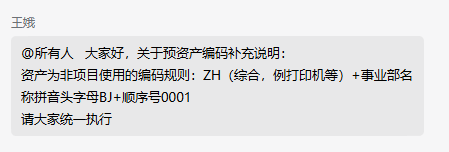 王娥
@所有人 大家好，关于预资产编码补充说明：
资产为非项目使用的编码规则：ZH（综合，例打印机等）+事业部名
称拼音头字母BJ+顺序号0001
请大家统一执行